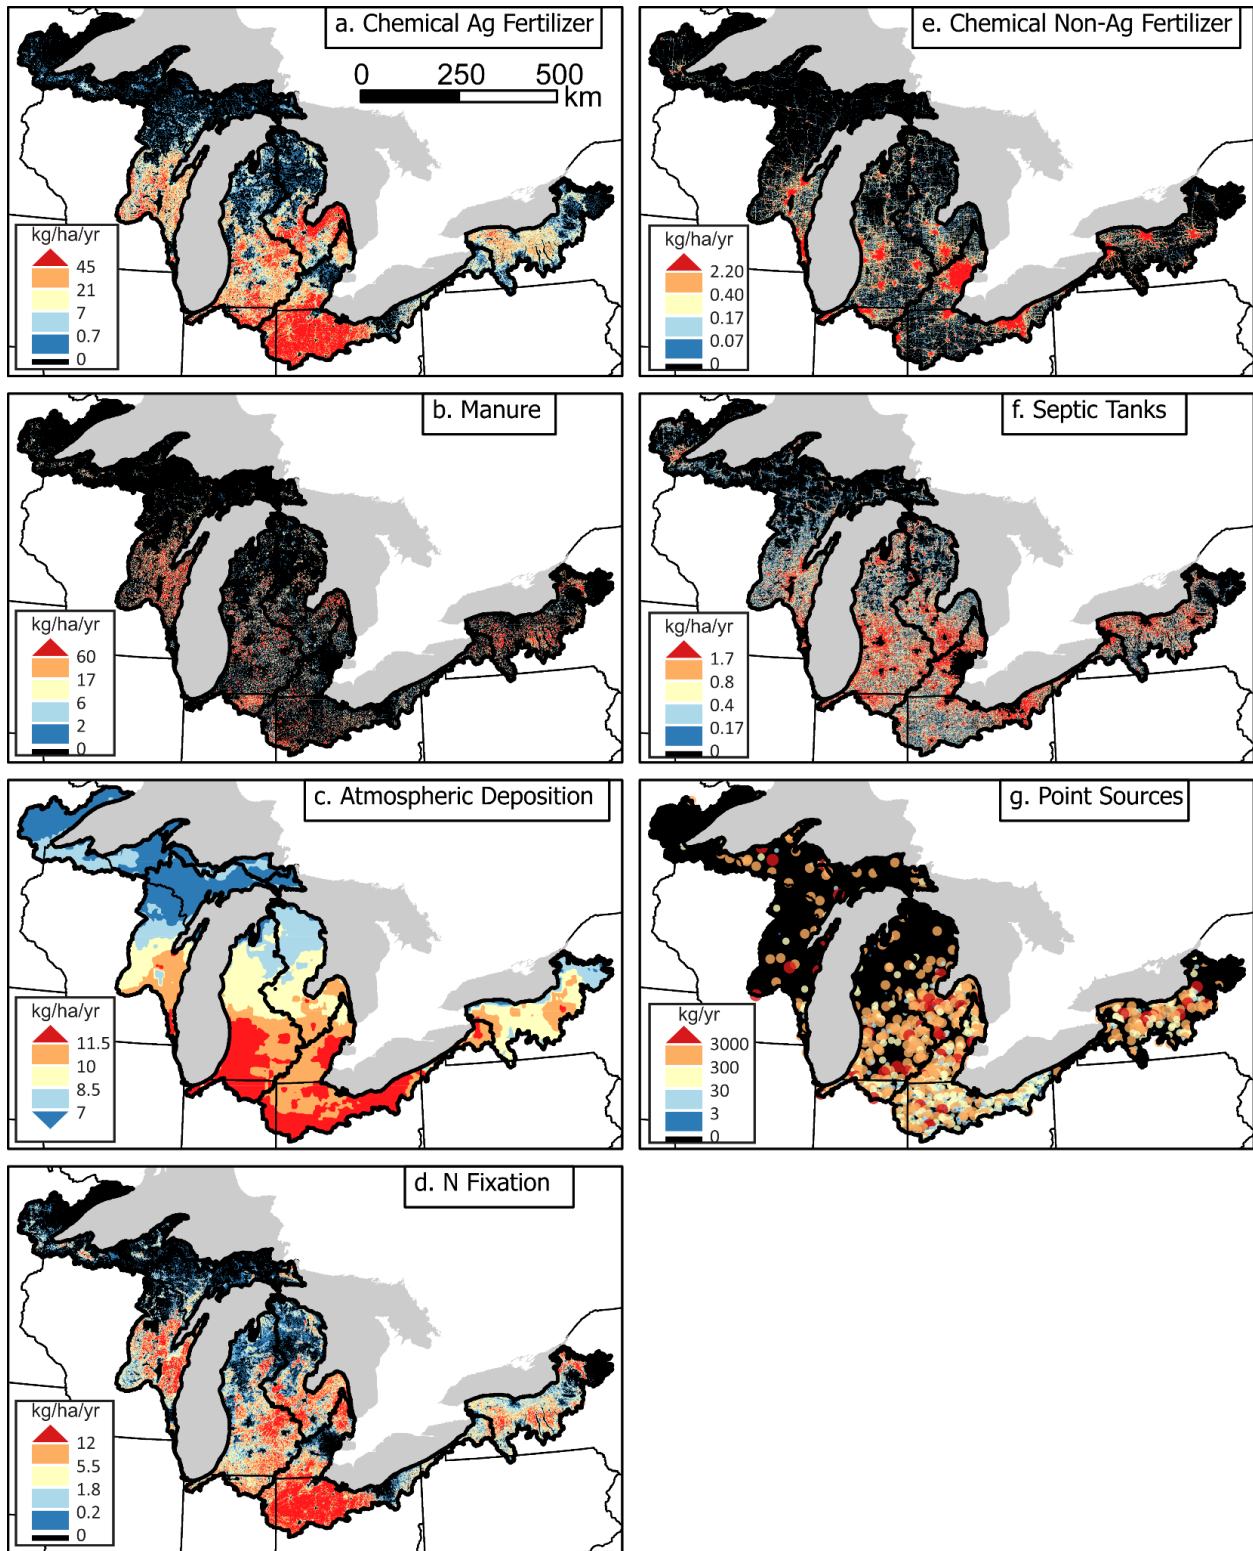 a. Chemical Ag Fertilizer
0 250 500
km
kg/ha/yr
45
21
7
0.7
0
e. Chemical Non-Ag Fertilizer
kg/ha/yr
2.20
0.40
0.17
0.07
0
b. Manure
kg/ha/yr
60
17
6
2
0
f. Septic Tanks
kg/ha/yr
1.7
0.8
0.4
0.17
0
c. Atmospheric Deposition
kg/ha/yr
11.5
10
8.5
7
g. Point Sources
kg/yr
3000
300
30
3
0
d. N Fixation
kg/ha/yr
12
5.5
1.8
0.2
0